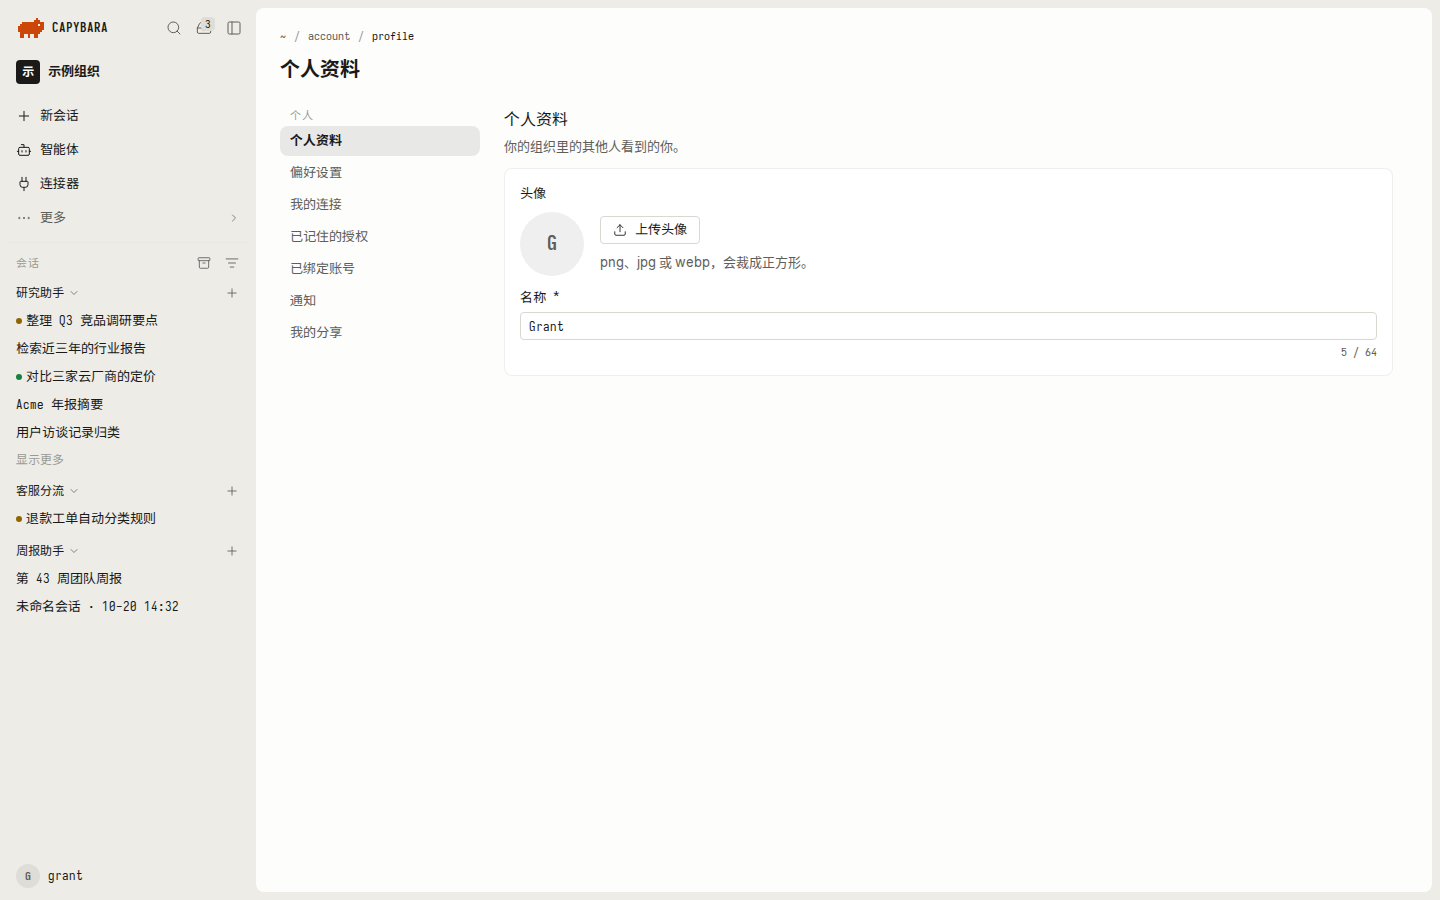 CAPYBARA
3
示 示例组织
新会话
智能体
连接器
更多
会话
研究助手
整理 Q3 竞品调研要点
检索近三年的行业报告
对比三家云厂商的定价
Acme 年报摘要
用户访谈记录归类
显示更多
客服分流
退款工单自动分类规则
周报助手
第 43 周团队周报
未命名会话 · 10-20 14:32
G grant
~ / account / profile
个人资料
个人
个人资料
偏好设置
我的连接
已记住的授权
已绑定账号
通知
我的分享
个人资料
你的组织里的其他人看到的你。
头像
G
上传头像
png、jpg 或 webp，会裁成正方形。
名称 *
Grant
5 / 64